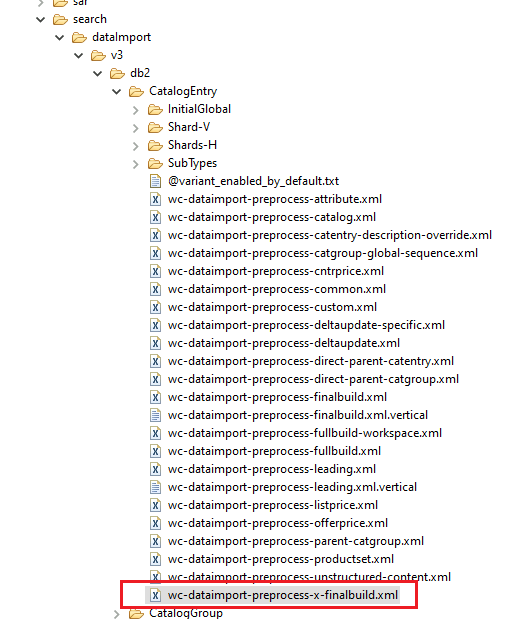 sar
search
dataImport
v3
db2
CatalogEntry
InitialGlobal
Shard-V
Shards-H
SubTypes
@variant_enabled_by_default.txt
wc-dataimport-preprocess-attribute.xml
wc-dataimport-preprocess-catalog.xml
wc-dataimport-preprocess-catentry-description-override.xml
wc-dataimport-preprocess-catgroup-global-sequence.xml
wc-dataimport-preprocess-cntrprice.xml
wc-dataimport-preprocess-common.xml
wc-dataimport-preprocess-custom.xml
wc-dataimport-preprocess-deltaupdate-specific.xml
wc-dataimport-preprocess-deltaupdate.xml
wc-dataimport-preprocess-direct-parent-catentry.xml
wc-dataimport-preprocess-direct-parent-catgroup.xml
wc-dataimport-preprocess-finalbuild.xml
wc-dataimport-preprocess-finalbuild.xml.vertical
wc-dataimport-preprocess-fullbuild-workspace.xml
wc-dataimport-preprocess-fullbuild.xml
wc-dataimport-preprocess-leading.xml
wc-dataimport-preprocess-leading.xml.vertical
wc-dataimport-preprocess-listprice.xml
wc-dataimport-preprocess-offerprice.xml
wc-dataimport-preprocess-parent-catgroup.xml
wc-dataimport-preprocess-productset.xml
wc-dataimport-preprocess-unstructured-content.xml
wc-dataimport-preprocess-x-finalbuild.xml
CatalogGroup